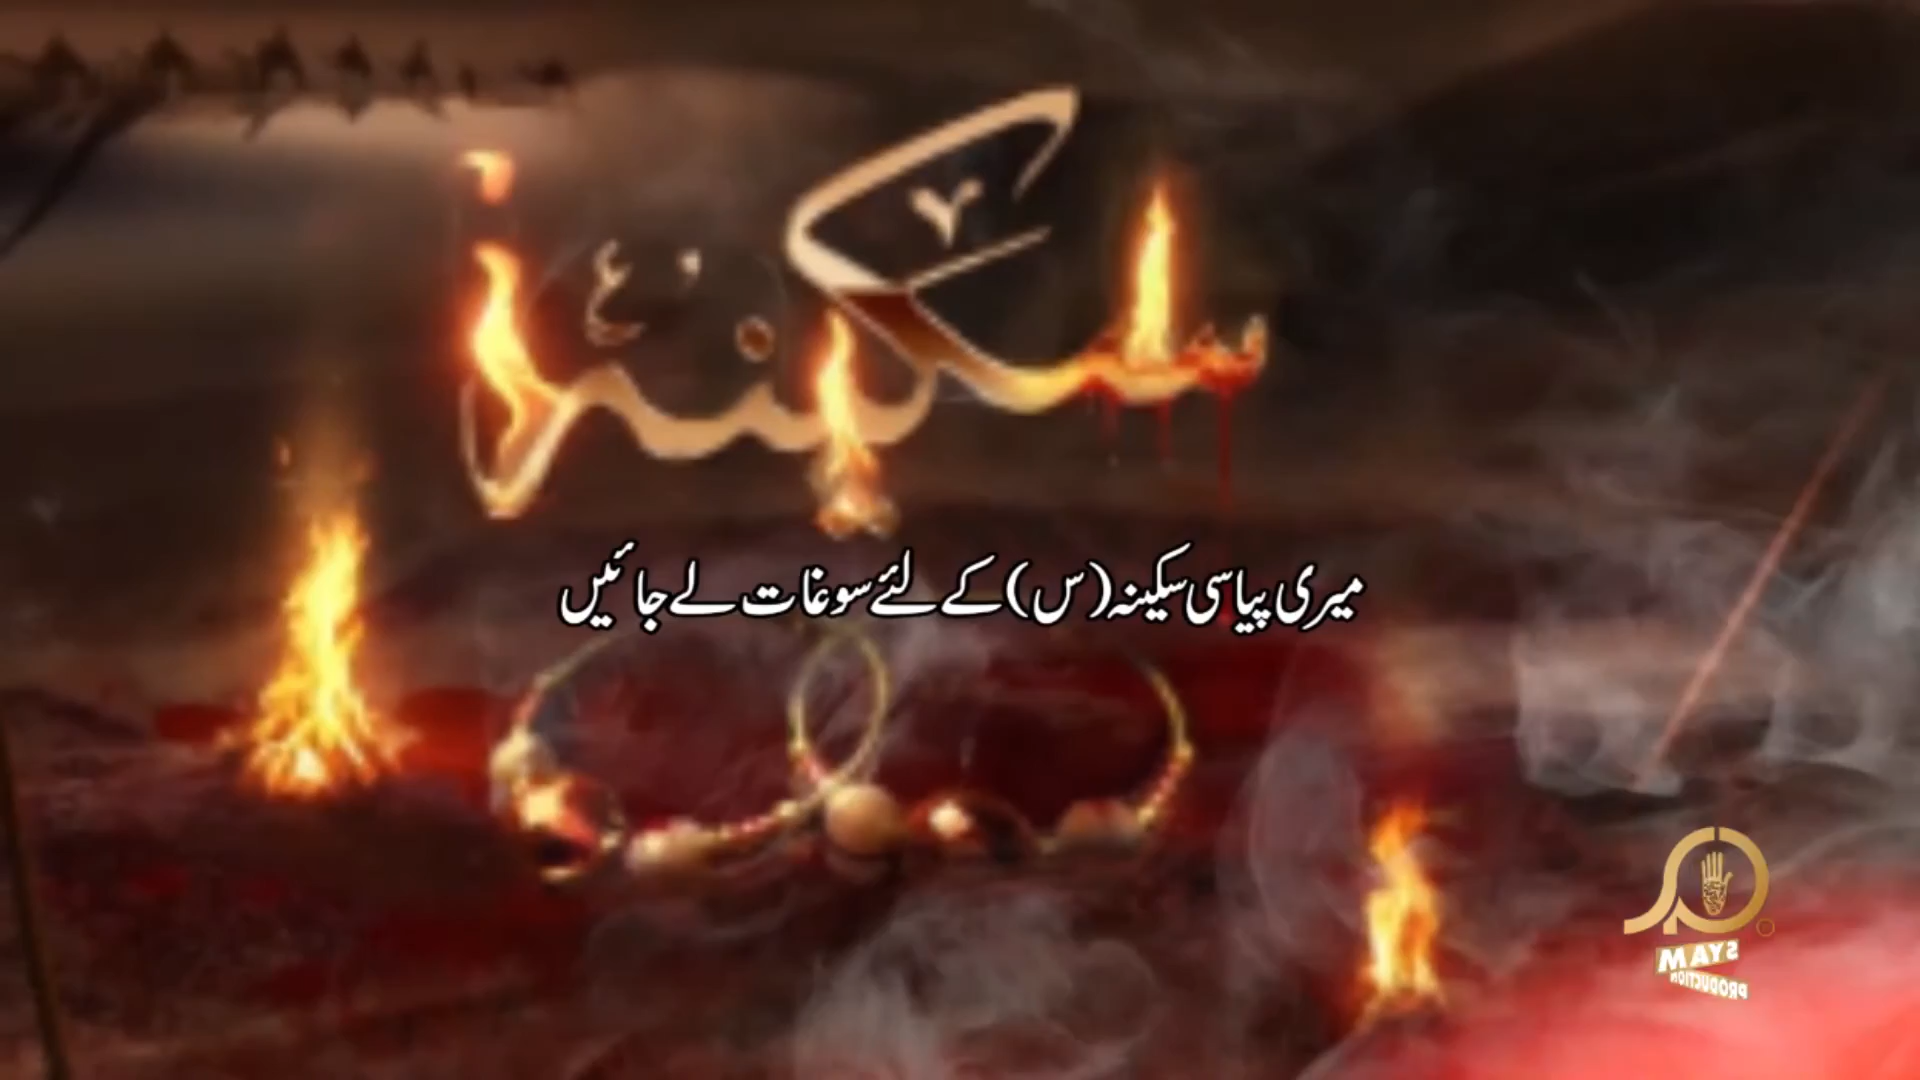 سکینہؑ
میری پیاسی سکینہ (س) کے لئے سوغات لے جائیں
SYAM
PRODUCTION